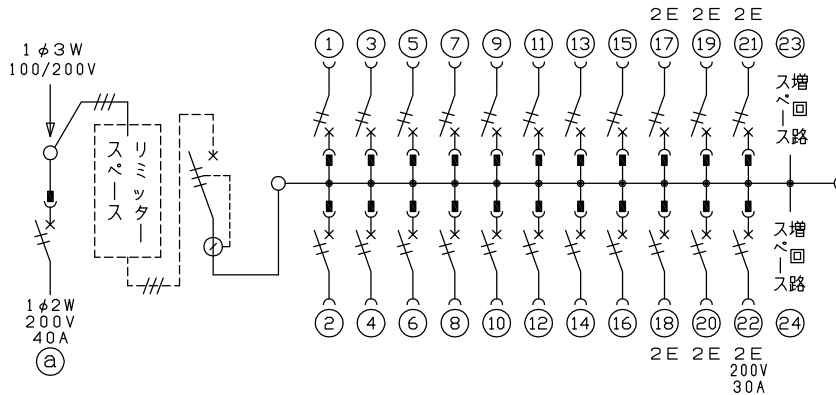 2E 2E 2E
1 3 5 7 9 11 13 15 17 19 21 23
1φ3W
100/200V
リミッター
スペース
増回路
スペース
増回路
スペース
1φ2W
200V
40A
a
2 4 6 8 10 12 14 16 18 20 22 24
2E 2E 2E
200V
30A